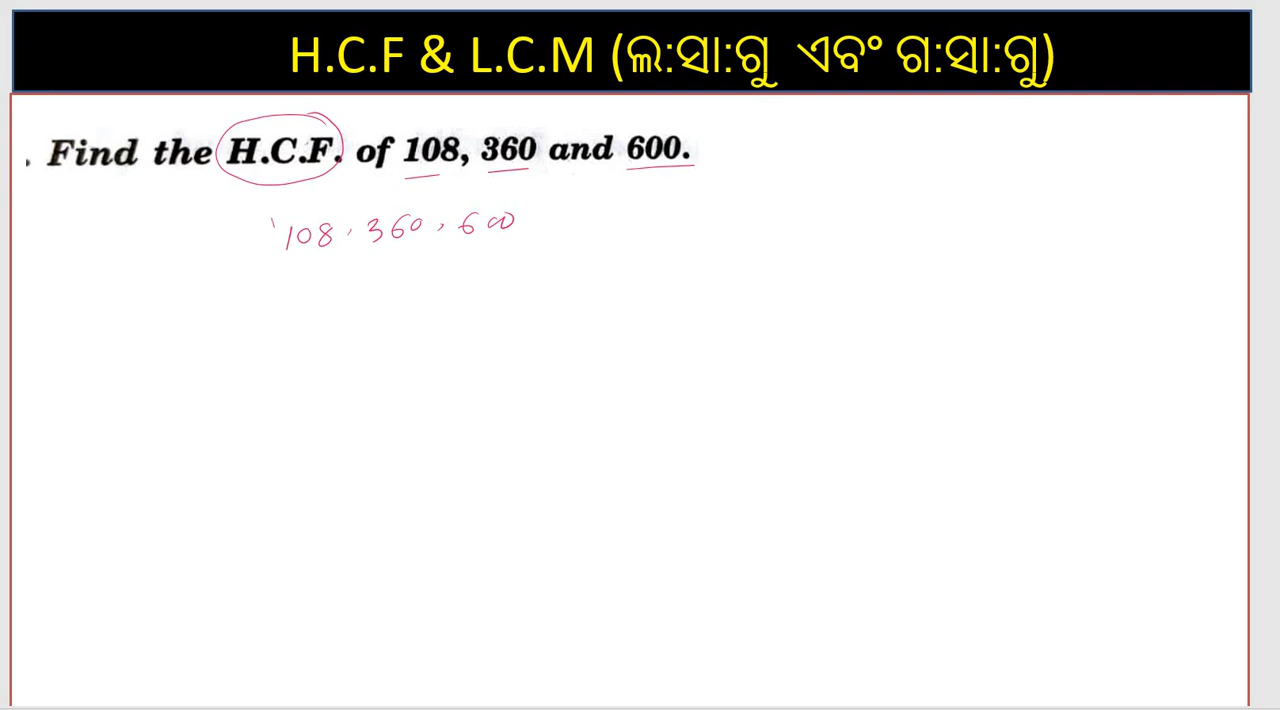 H.C.F & L.C.M (ଲ:ସା:ଗୁ ଏବଂ ଗ:ସା:ଗୁ)
. Find the H.C.F. of 108, 360 and 600.
108, 360, 600